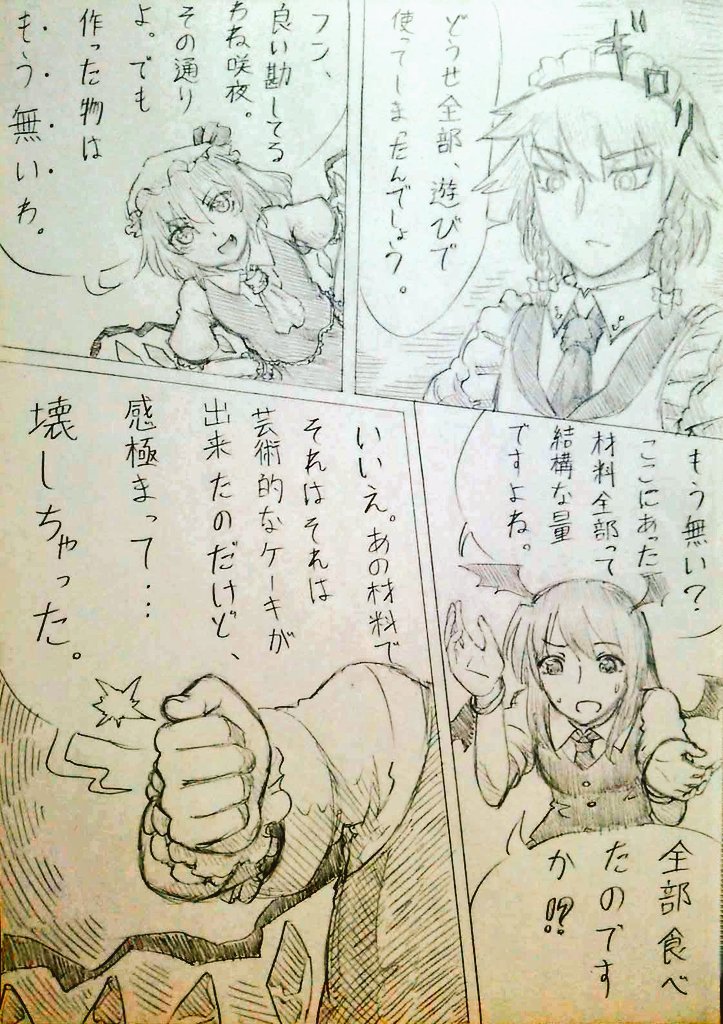 ギロリ
どうせ全部、遊びで
使ってしまったんでしょう。
フン、
良い勘してる
わね咲夜。
その通り
よ。でも
作った物は
もう無いわ。
もう無い?
ここにあった
材料全部って
結構な量
ですよね。
全部食べ
たのです
か!?
いいえ。あの材料で
それはそれは
芸術的なケーキが
出来たのだけど、
感極まって・・・
壊しちゃった。